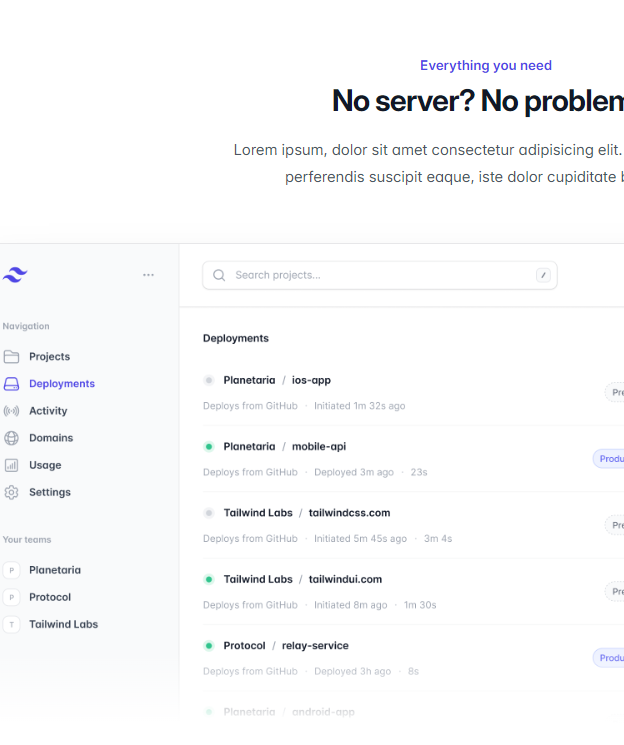 Everything you need
No server? No problem
Lorem ipsum, dolor sit amet consectetur adipisicing elit.
perferendis suscipit eaque, iste dolor cupiditate b
Search projects...
/
Navigation
Projects
Deployments
Activity
Domains
Usage
Settings
Your teams
P Planetaria
P Protocol
T Tailwind Labs
Deployments
Planetaria / ios-app
Deploys from GitHub · Initiated 1m 32s ago
Pre
Planetaria / mobile-api
Deploys from GitHub · Deployed 3m ago · 23s
Produ
Tailwind Labs / tailwindcss.com
Deploys from GitHub · Initiated 5m 45s ago · 3m 4s
Pre
Tailwind Labs / tailwindui.com
Deploys from GitHub · Initiated 8m ago · 1m 30s
Pre
Protocol / relay-service
Deploys from GitHub · Deployed 3h ago · 8s
Produ
Planetaria / android-app